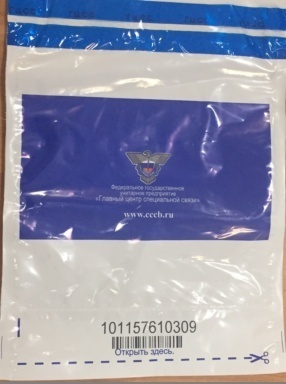 Федеральное государственное
унитарное предприятие
«Главный центр специальной связи»
www.cccb.ru
101157610309
Открыть здесь.